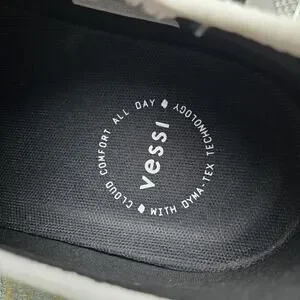 vessi
CLOUD COMFORT ALL DAY
WITH DYMA-TEX TECHNOLOGY